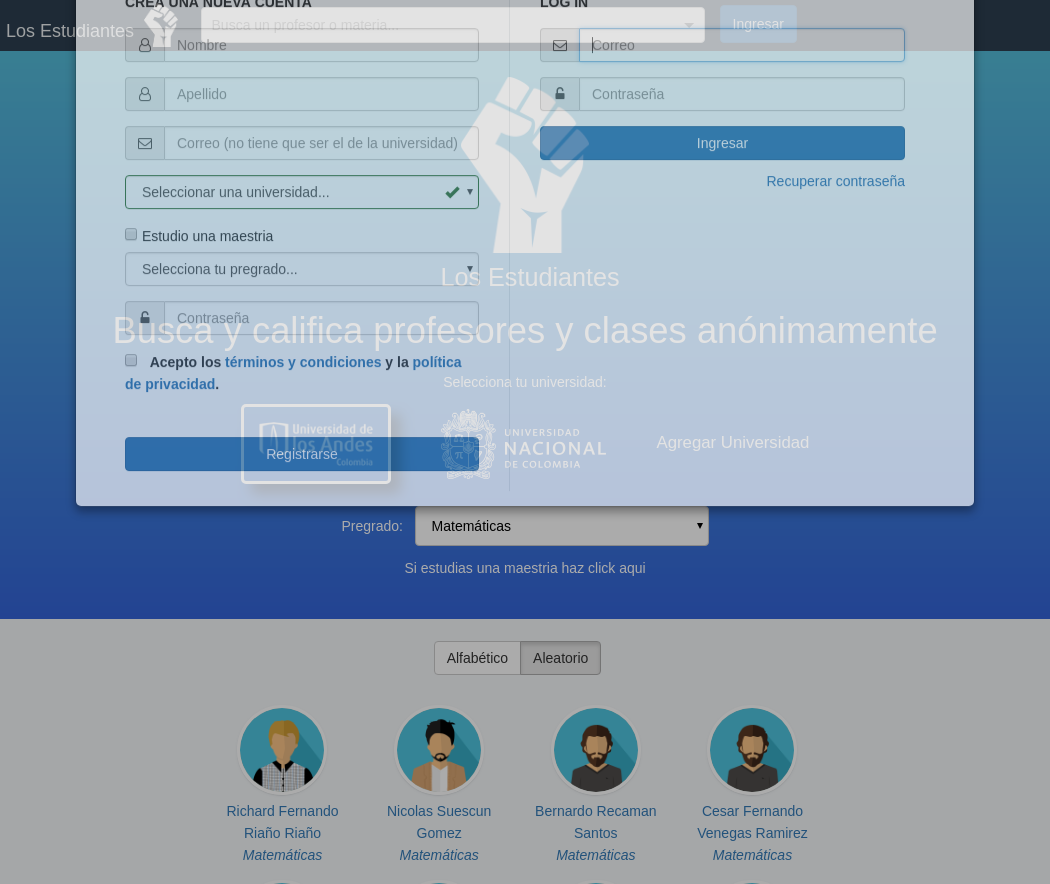 CREA UNA NUEVA CUENTA
LOG IN
Los Estudiantes
Busca un profesor o materia...
Ingresar
Nombre
Correo
Apellido
Contraseña
Correo (no tiene que ser el de la universidad)
Ingresar
Recuperar contraseña
Seleccionar una universidad...
Estudio una maestria
Selecciona tu pregrado...
Los Estudiantes
Contraseña
Busca y califica profesores y clases anónimamente
Acepto los términos y condiciones y la política
de privacidad.
Selecciona tu universidad:
Universidad de
los Andes
Colombia
UNIVERSIDAD
NACIONAL
DE COLOMBIA
Agregar Universidad
Registrarse
Pregrado:
Matemáticas
Si estudias una maestria haz click aqui
Alfabético
Aleatorio
Richard Fernando
Riaño Riaño
Matemáticas
Nicolas Suescun
Gomez
Matemáticas
Bernardo Recaman
Santos
Matemáticas
Cesar Fernando
Venegas Ramirez
Matemáticas